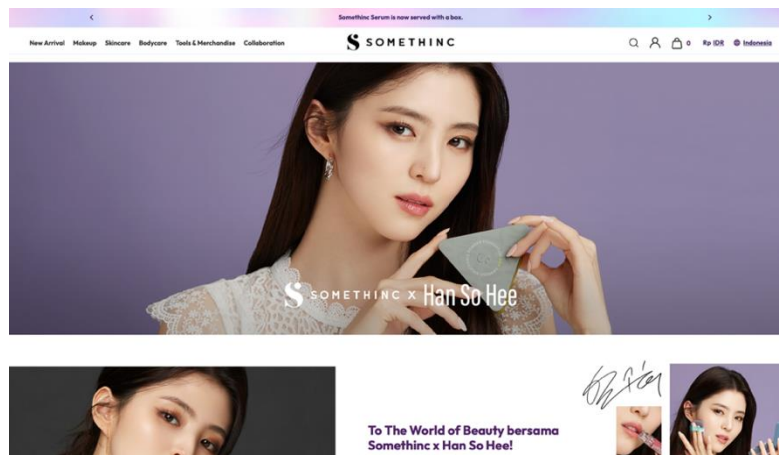 Somethinc Serum is now served with a box.
New Arrival Makeup Skincare Bodycare Tools & Merchandise Collaboration
S SOMETHINC
0 Rp IDR Indonesia
S SOMETHINC X Han So Hee
To The World of Beauty bersama
Somethinc x Han So Hee!